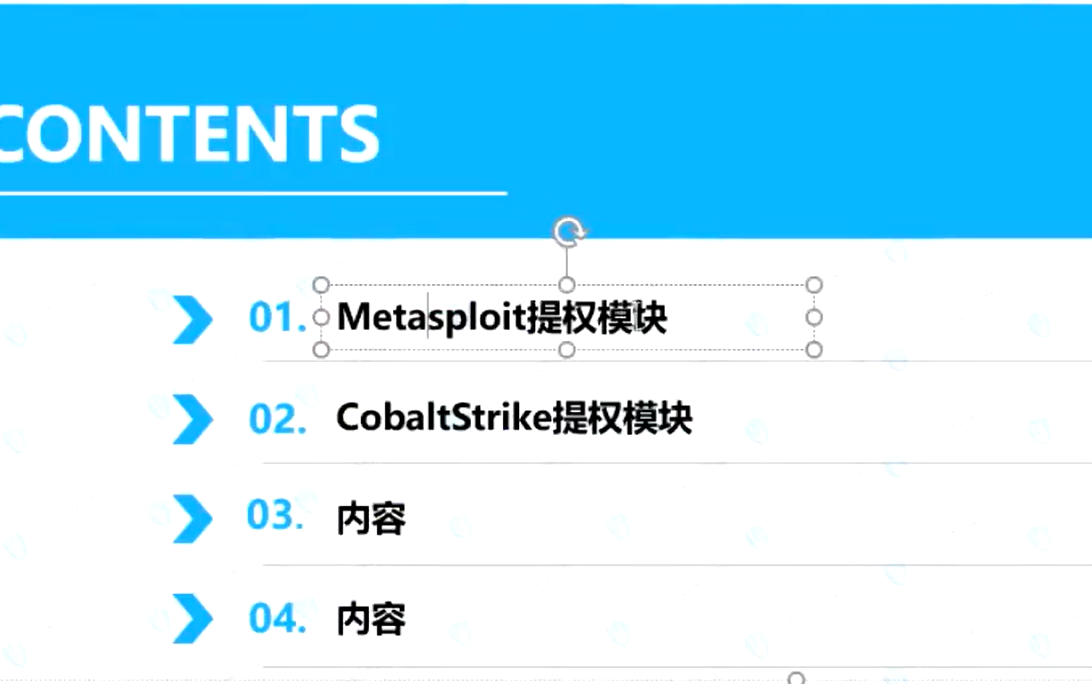 CONTENTS
01. Metasploit提权模块
02. CobaltStrike提权模块
03. 内容
04. 内容